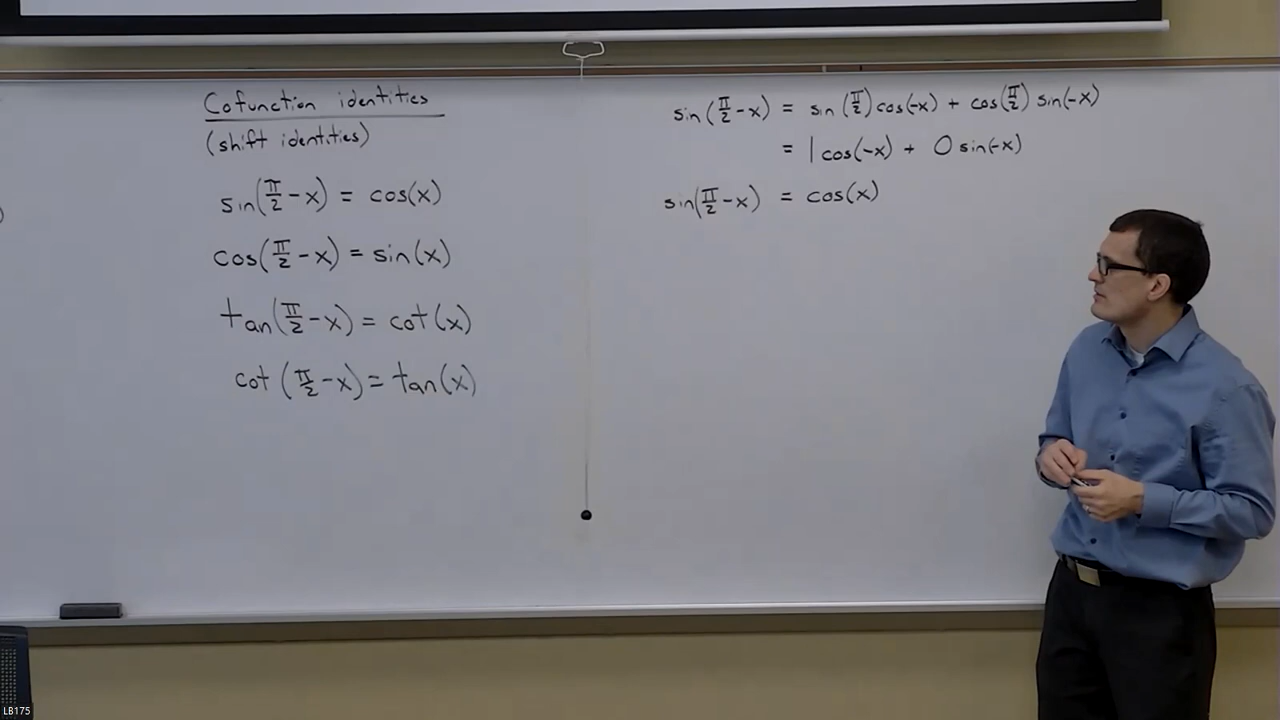 Cofunction identities
(shift identities)
sin(π/2 - x) = cos(x)
cos(π/2 - x) = sin(x)
tan(π/2 - x) = cot(x)
cot(π/2 - x) = tan(x)
sin(π/2 - x) = sin(π/2) cos(-x) + cos(π/2) sin(-x)
= 1 cos(-x) + 0 sin(-x)
sin(π/2 - x) = cos(x)
LB175